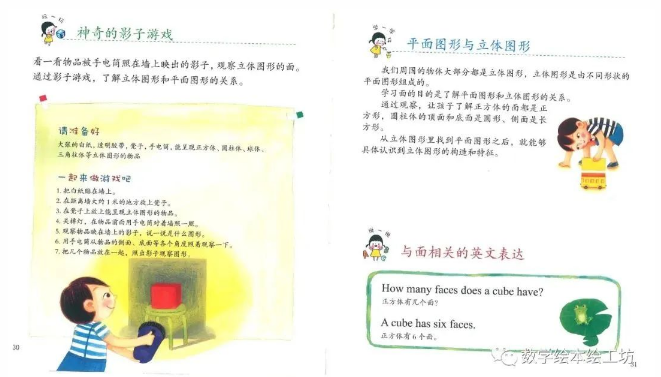 玩一玩
神奇的影子游戏
看一看物品被手电筒照在墙上映出的影子，观察立体图形的面。
通过影子游戏，了解立体图形和平面图形的关系。
请准备好
大张的白纸，透明胶带，凳子，手电筒，能呈现正方体、圆柱体、球体、
三角柱体等立体图形的物品
一起来做游戏吧
1. 把白纸贴在墙上。
2. 在距离墙大约1米的地方放上凳子。
3. 在凳子上放上能呈现立体图形的物品。
4. 关掉灯，在物品前面用手电筒对着墙照一照。
5. 观察物品映在墙上的影子，说一说是什么图形。
6. 用手电筒从物品的侧面、底面等各个角度照着观察一下。
7. 把几个物品放在一起，照出影子观察图形。
30
平面图形与立体图形
我们周围的物体大部分都是立体图形，立体图形是由不同形状的
平面图形组成的。
学习面的目的是了解平面图形和立体图形的关系。
通过观察，让孩子了解正方体的面都是正
方形，圆柱体的顶面和底面是圆形、侧面是长
方形。
从立体图形里找到平面图形之后，就能够
具体认识到立体图形的构造和特征。
与面相关的英文表达
How many faces does a cube have?
正方体有几个面？
A cube has six faces.
正方体有6个面。
数字绘本绘工坊
31